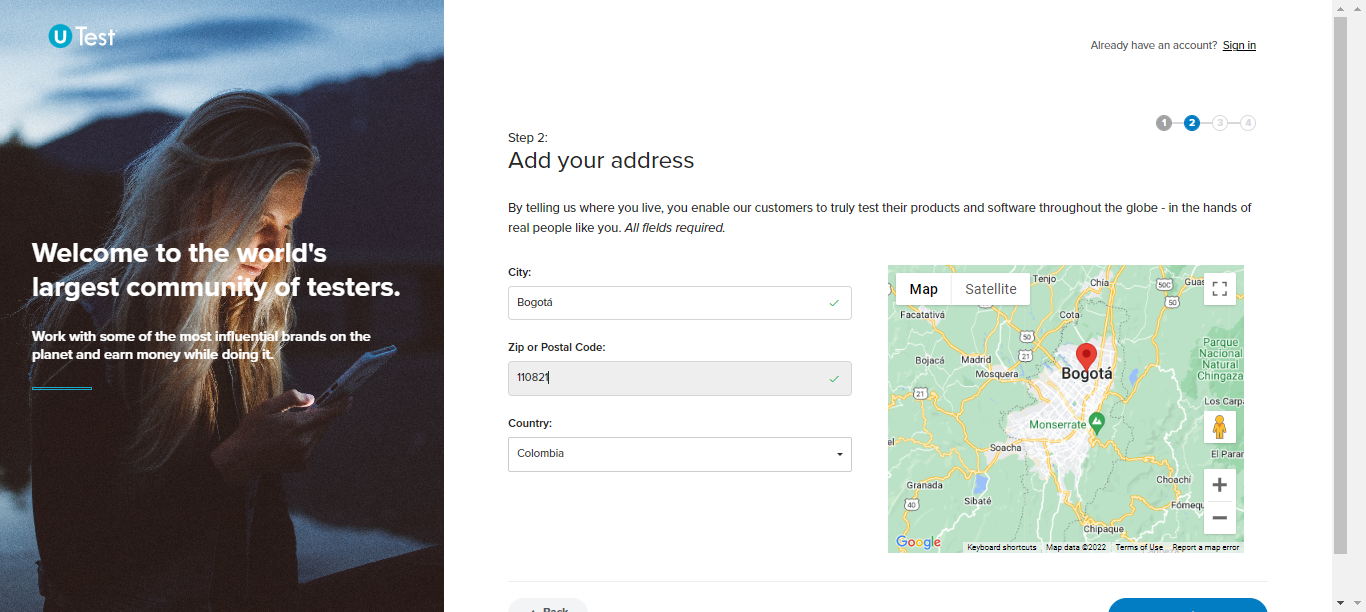 U Test
Already have an account? Sign in
1 2 3 4
Step 2:
Add your address
By telling us where you live, you enable our customers to truly test their products and software throughout the globe - in the hands of
real people like you. All fields required.
Welcome to the world's
largest community of testers.
Work with some of the most influential brands on the
planet and earn money while doing it.
City:
Bogotá
Zip or Postal Code:
110821
Country:
Colombia
Map
Satellite
Tenjo
Chía
50C
Guas
50
Facatativá
Cota
50
21
Parque
Nacional
Natural
Chingaza
Bojacá
Madrid
Mosquera
Bogotá
21
Los Carpa
Monserrate
Soacha
El Parar
Choachí
Granada
Sibaté
40
Fómequ
Chipaque
Google
Keyboard shortcuts
Map data ©2022
Terms of Use
Report a map error
Back